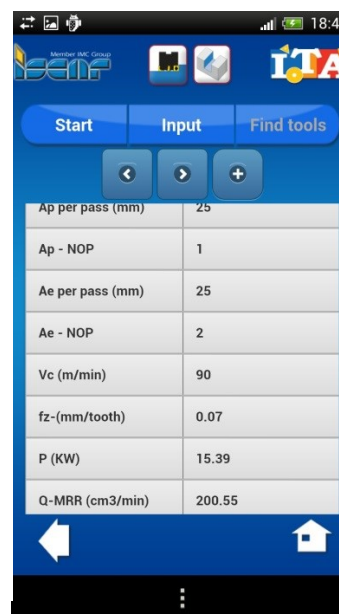 18:4
Member IMC Group
iscar
ITA
Start Input Find tools
Ap per pass (mm) 25
Ap - NOP 1
Ae per pass (mm) 25
Ae - NOP 2
Vc (m/min) 90
fz-(mm/tooth) 0.07
P (KW) 15.39
Q-MRR (cm3/min) 200.55